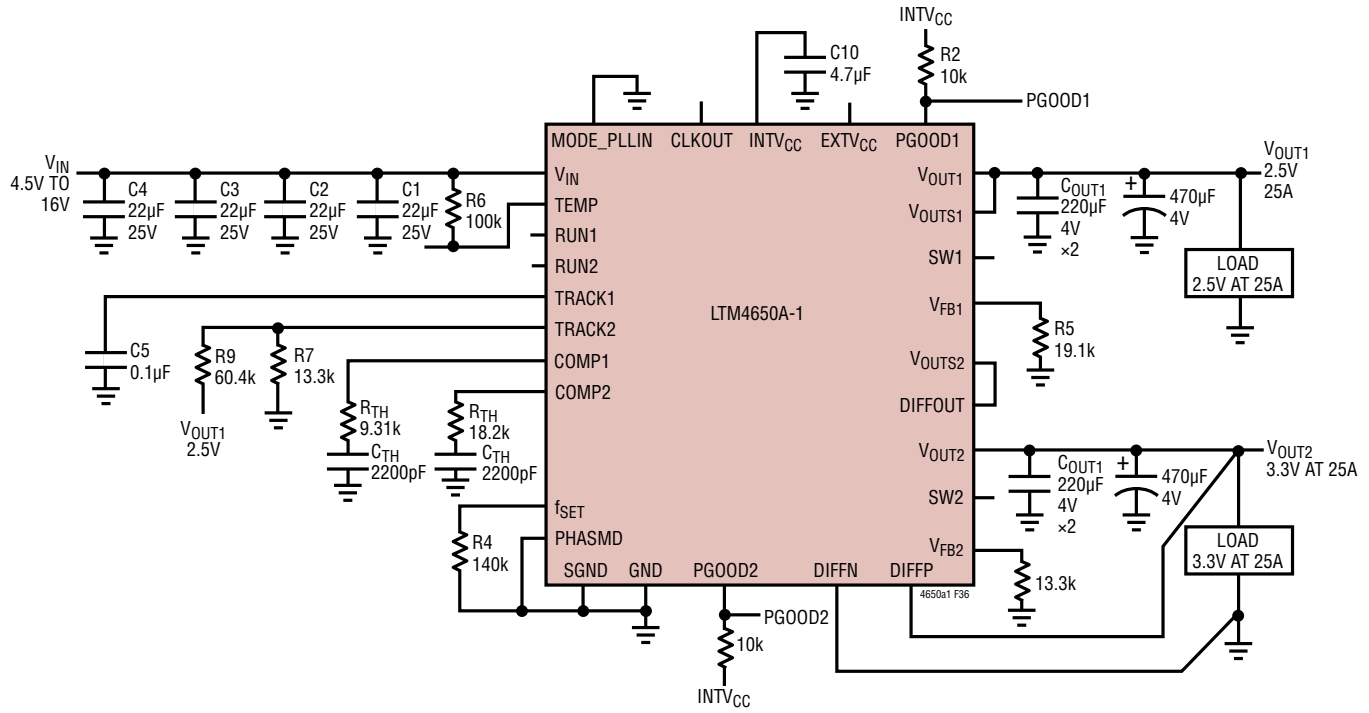 INTVCC
R2
10k
C10
4.7µF
PGOOD1
MODE_PLLIN
CLKOUT
INTVCC
EXTVCC
PGOOD1
VIN
4.5V TO
16V
C4
22µF
25V
C3
22µF
25V
C2
22µF
25V
C1
22µF
25V
R6
100k
VIN
TEMP
RUN1
RUN2
TRACK1
TRACK2
COMP1
COMP2
fSET
PHASMD
LTM4650A-1
VOUT1
VOUTS1
SW1
VFB1
VOUTS2
DIFFOUT
VOUT2
SW2
VFB2
SGND
GND
PGOOD2
DIFFN
DIFFP
COUT1
220µF
4V
×2
+
470µF
4V
VOUT1
2.5V
25A
LOAD
2.5V AT 25A
R5
19.1k
C5
0.1µF
R9
60.4k
R7
13.3k
VOUT1
2.5V
RTH
9.31k
CTH
2200pF
RTH
18.2k
CTH
2200pF
R4
140k
COUT1
220µF
4V
×2
+
470µF
4V
VOUT2
3.3V AT 25A
LOAD
3.3V AT 25A
13.3k
4650a1 F36
PGOOD2
10k
INTVCC